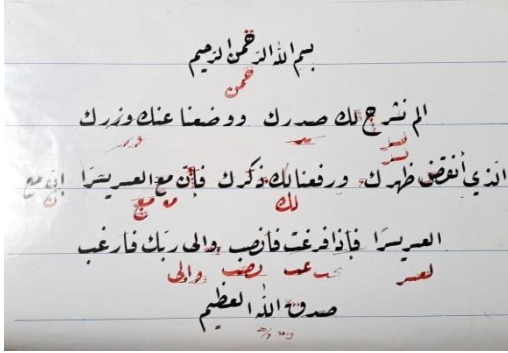 بسم الله الرحمن الرحيم
الم نشرح لك صدرك ووضعنا عنك وزرك
الذي أنقض ظهرك ورفعنا لك ذكرك فإن مع العسر يسرا إن مع
العسر يسرا فإذا فرغت فانصب وإلى ربك فارغب
صدق الله العظيم